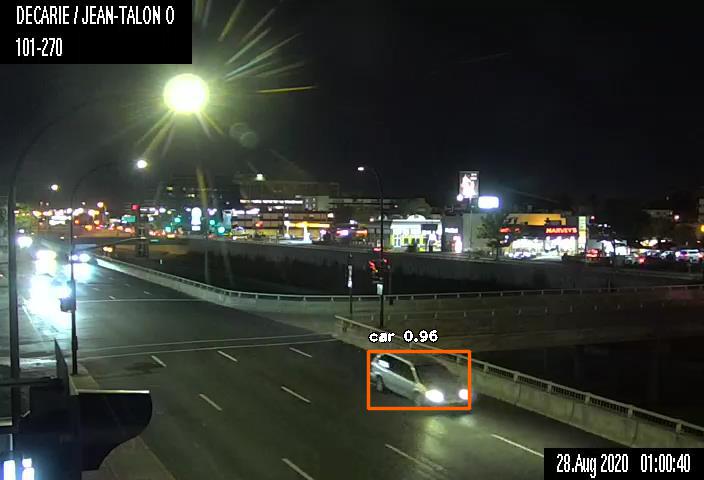 DECARIE / JEAN-TALON O
101-270
HARVEY'S
car 0.96
28.Aug 2020 01:00:40